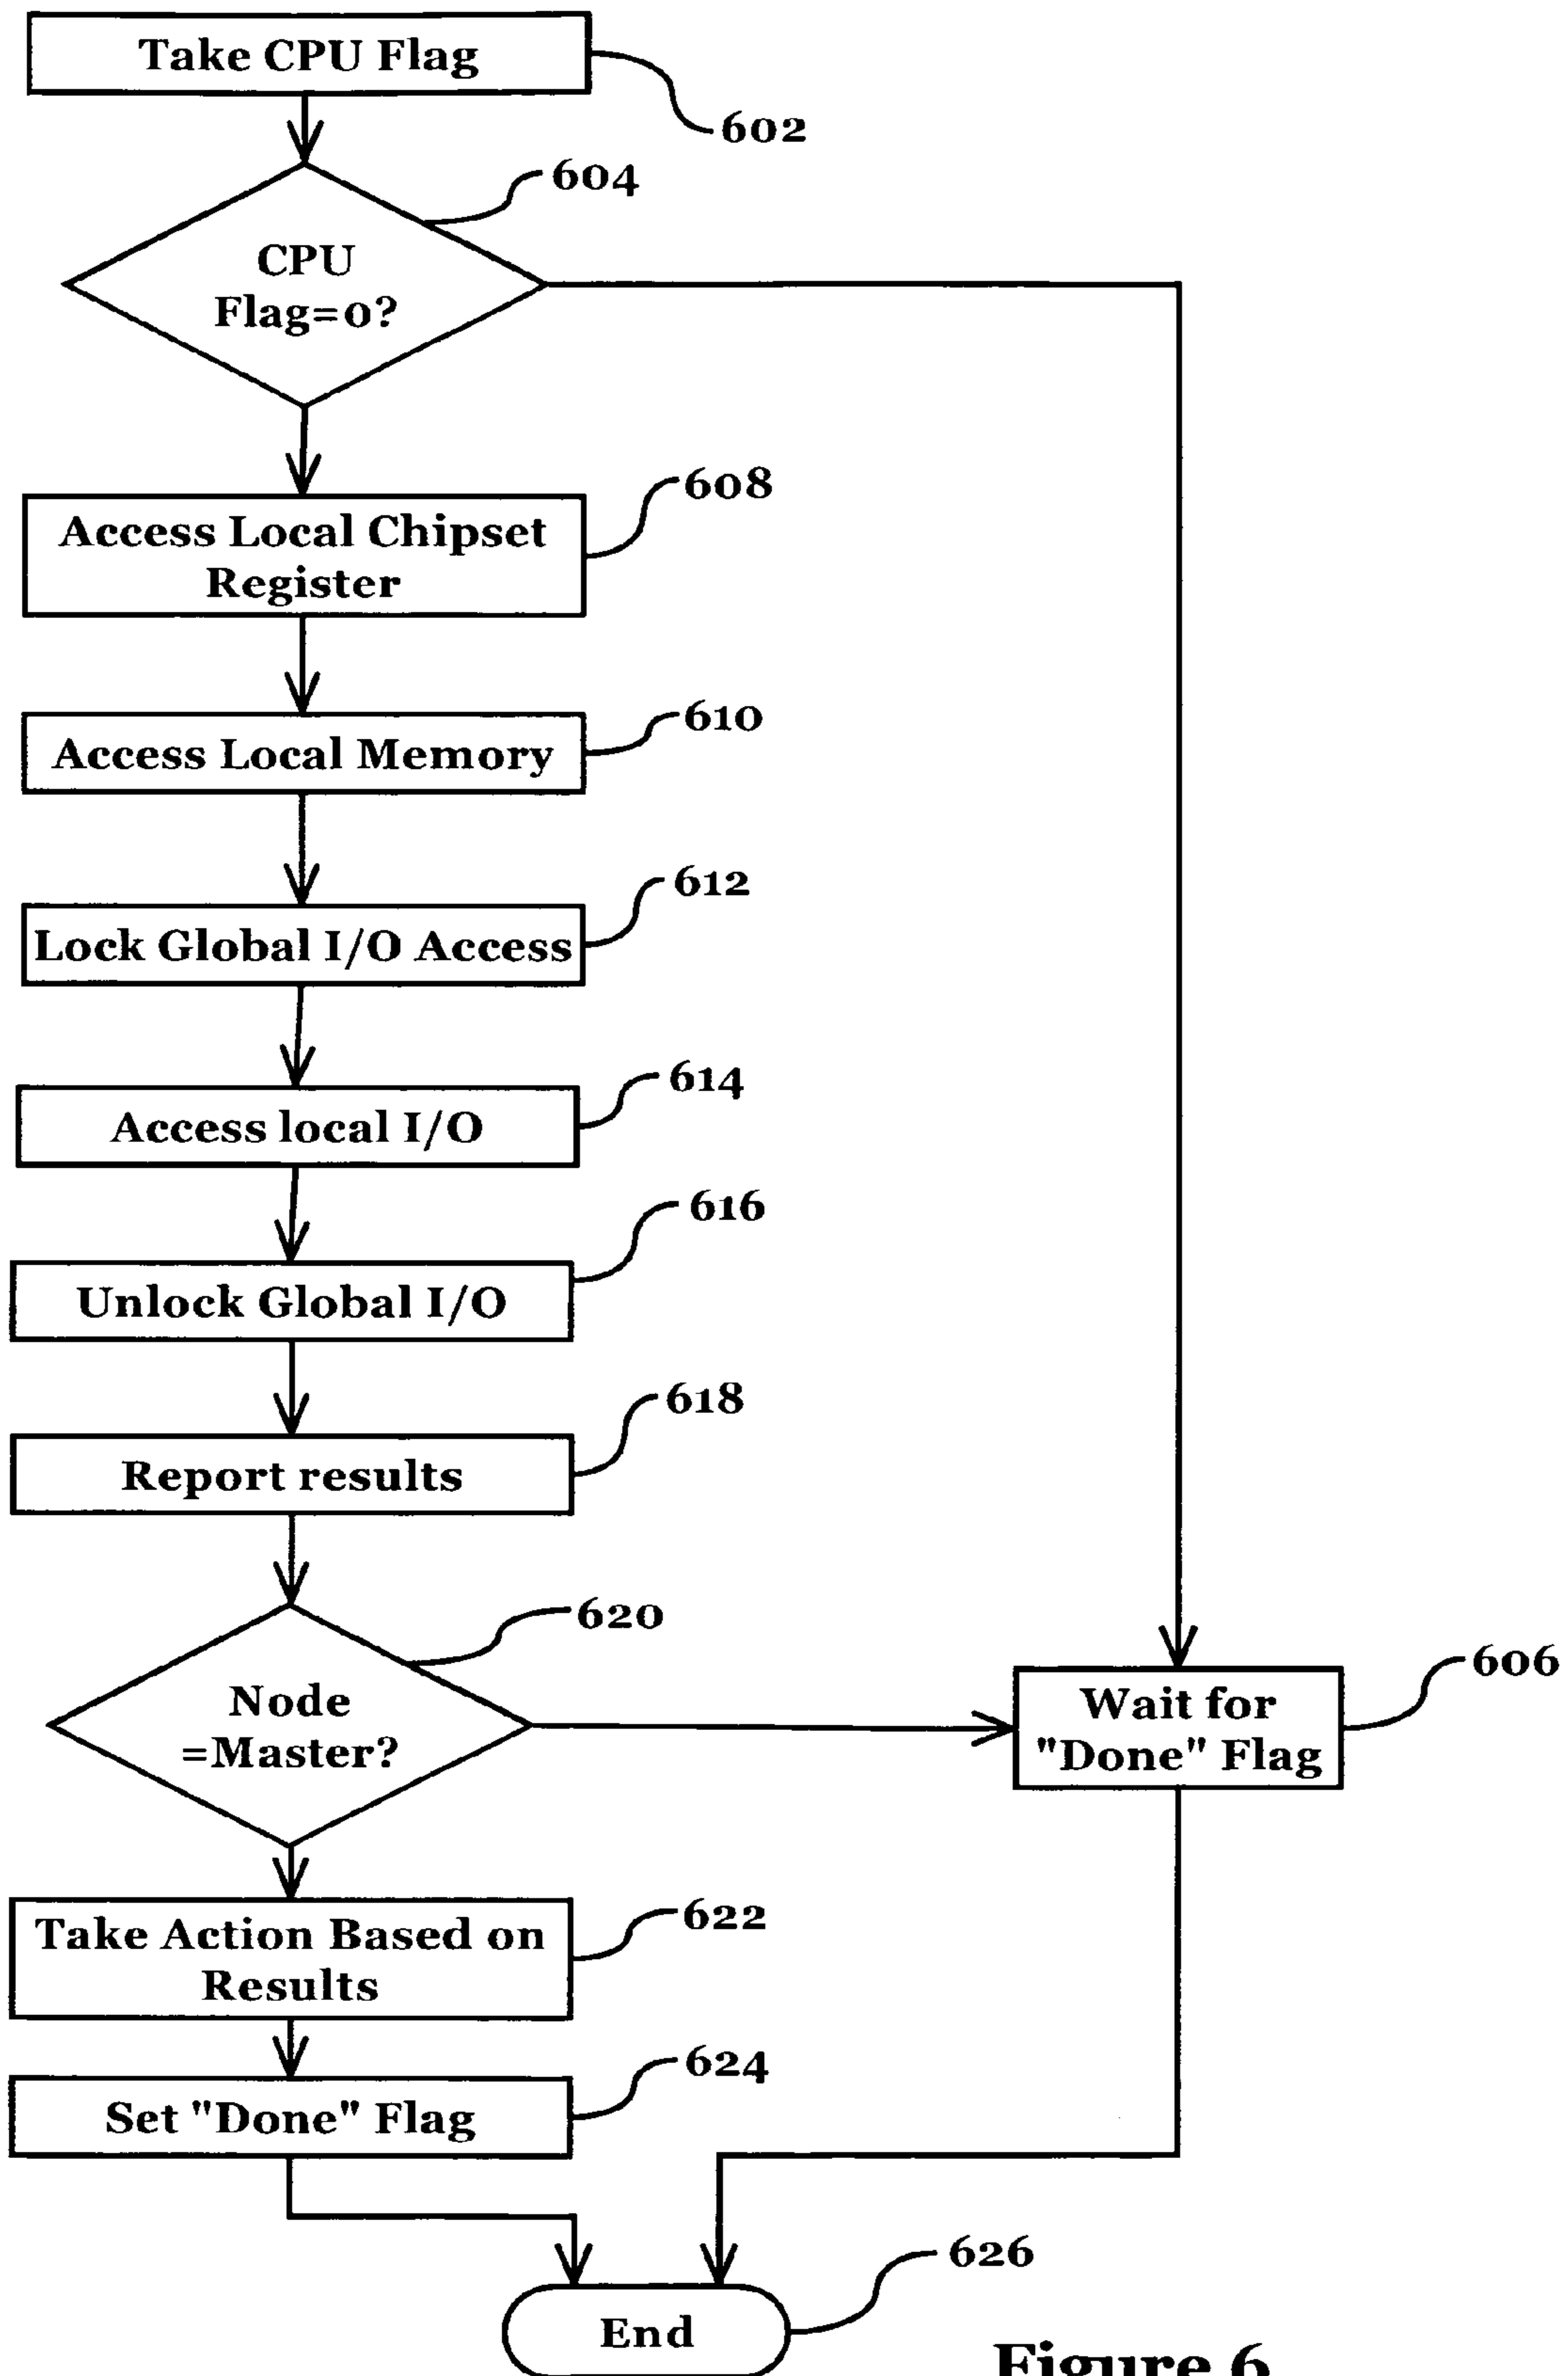 Take CPU Flag
602
604
CPU
Flag=0?
608
Access Local Chipset
Register
610
Access Local Memory
612
Lock Global I/O Access
614
Access local I/O
616
Unlock Global I/O
618
Report results
620
Node
=Master?
606
Wait for
"Done" Flag
622
Take Action Based on
Results
624
Set "Done" Flag
626
End
Figure 6